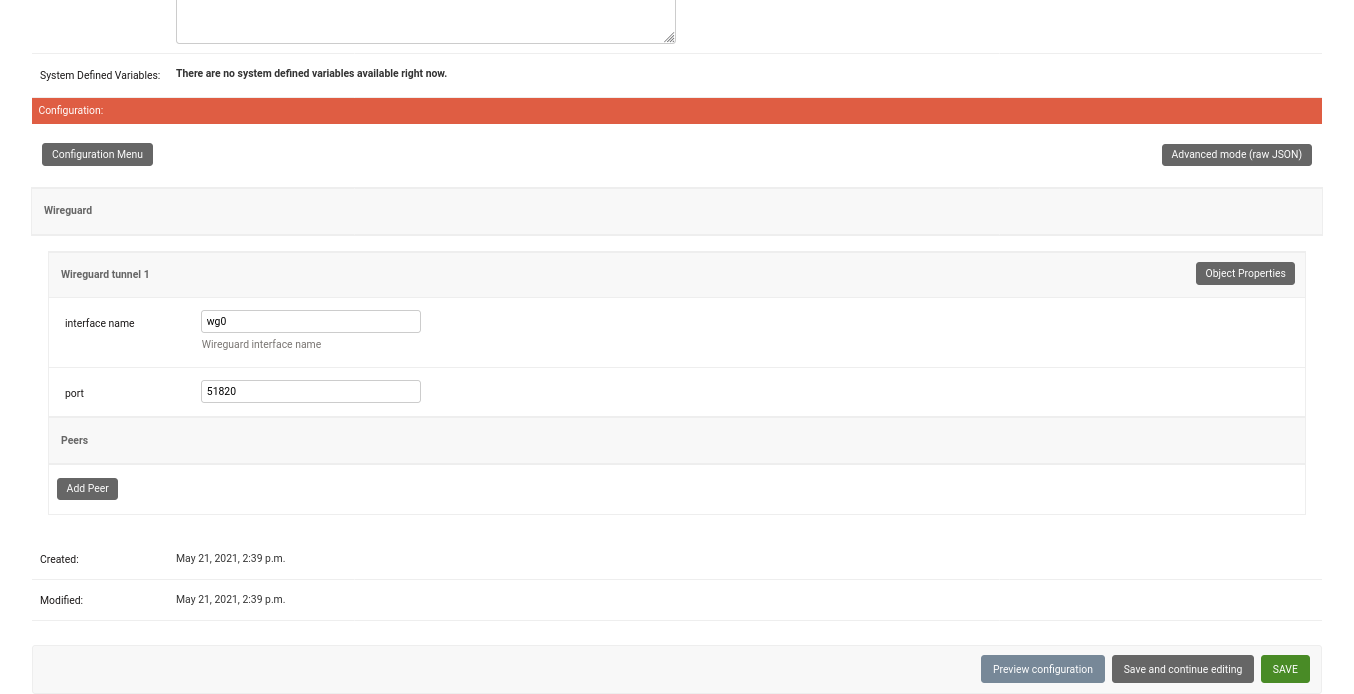 System Defined Variables: There are no system defined variables available right now.
Configuration:
Configuration Menu Advanced mode (raw JSON)
Wireguard
Wireguard tunnel 1 Object Properties
interface name wg0
Wireguard interface name
port 51820
Peers
Add Peer
Created: May 21, 2021, 2:39 p.m.
Modified: May 21, 2021, 2:39 p.m.
Preview configuration Save and continue editing SAVE